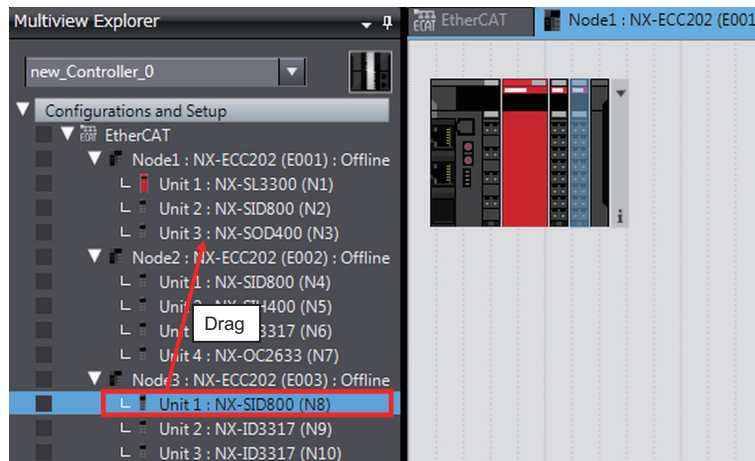 Multiview Explorer
EtherCAT
Node1 : NX-ECC202 (E001
new_Controller_0
Configurations and Setup
EtherCAT
Node1 : NX-ECC202 (E001) : Offline
Unit 1 : NX-SL3300 (N1)
Unit 2 : NX-SID800 (N2)
Unit 3 : NX-SOD400 (N3)
Node2 : NX-ECC202 (E002) : Offline
Unit 1 : NX-SID800 (N4)
(N5)
3317 (N6)
Unit 4 : NX-OC2633 (N7)
Drag
Node3 : NX-ECC202 (E003) : Offline
Unit 1 : NX-SID800 (N8)
Unit 2 : NX-ID3317 (N9)
Unit 3 : NX-ID3317 (N10)